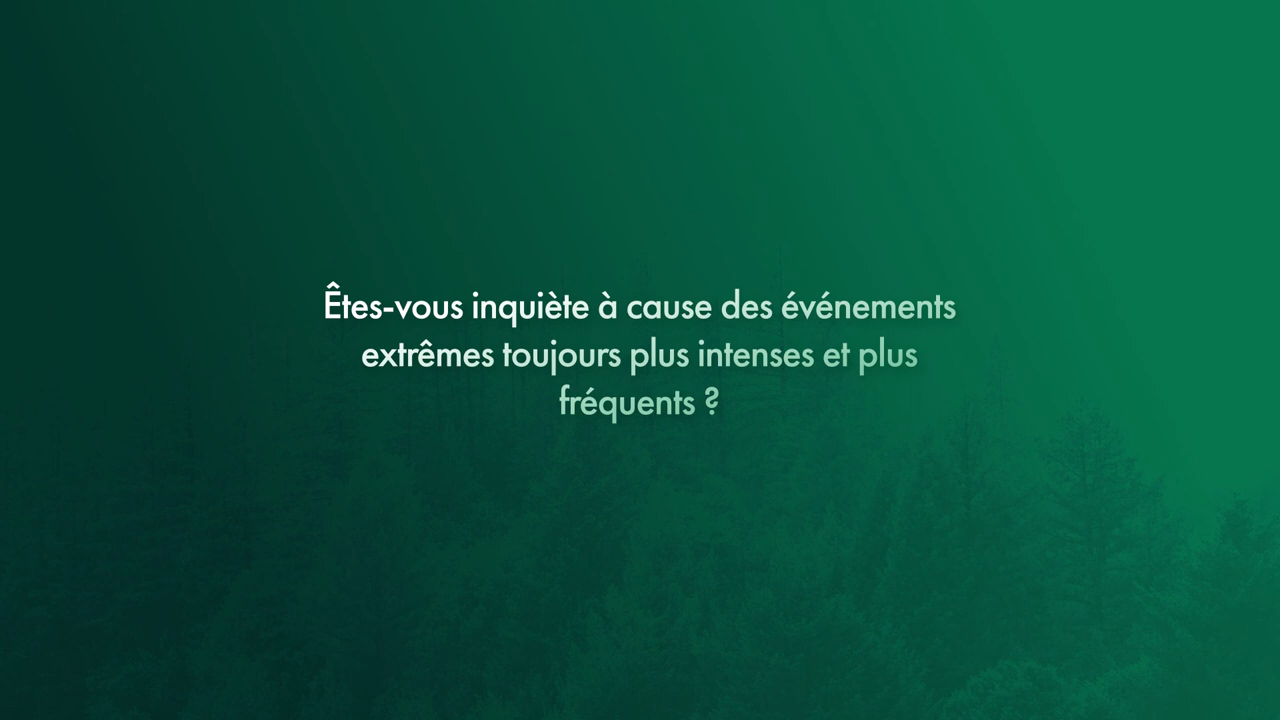 Êtes-vous inquiète à cause des événements
extrêmes toujours plus intenses et plus
fréquents ?